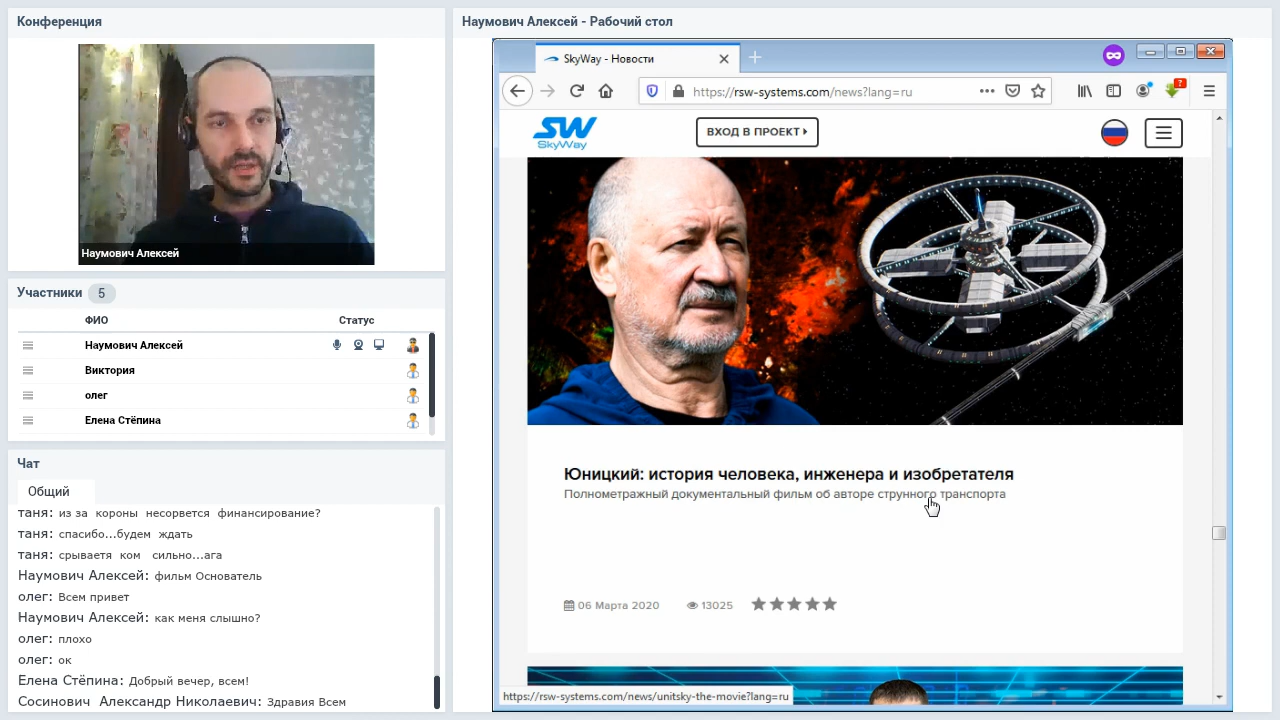 Конференция
Наумович Алексей
Участники 5
ФИО Статус
Наумович Алексей
Виктория
олег
Елена Стёпина
Чат
Общий
таня: из за короны несорвется финансирование?
таня: спасибо...будем ждать
таня: срываетя ком сильно...ага
Наумович Алексей: фильм Основатель
олег: Всем привет
Наумович Алексей: как меня слышно?
олег: плохо
олег: ок
Елена Стёпина: Добрый вечер, всем!
Сосинович Александр Николаевич: Здравия Всем
Наумович Алексей - Рабочий стол
SkyWay - Новости
https://rsw-systems.com/news?lang=ru
?
SW
SkyWay
ВХОД В ПРОЕКТ
Юницкий: история человека, инженера и изобретателя
Полнометражный документальный фильм об авторе струнного транспорта
06 Марта 2020 13025
https://rsw-systems.com/news/unitsky-the-movie?lang=ru